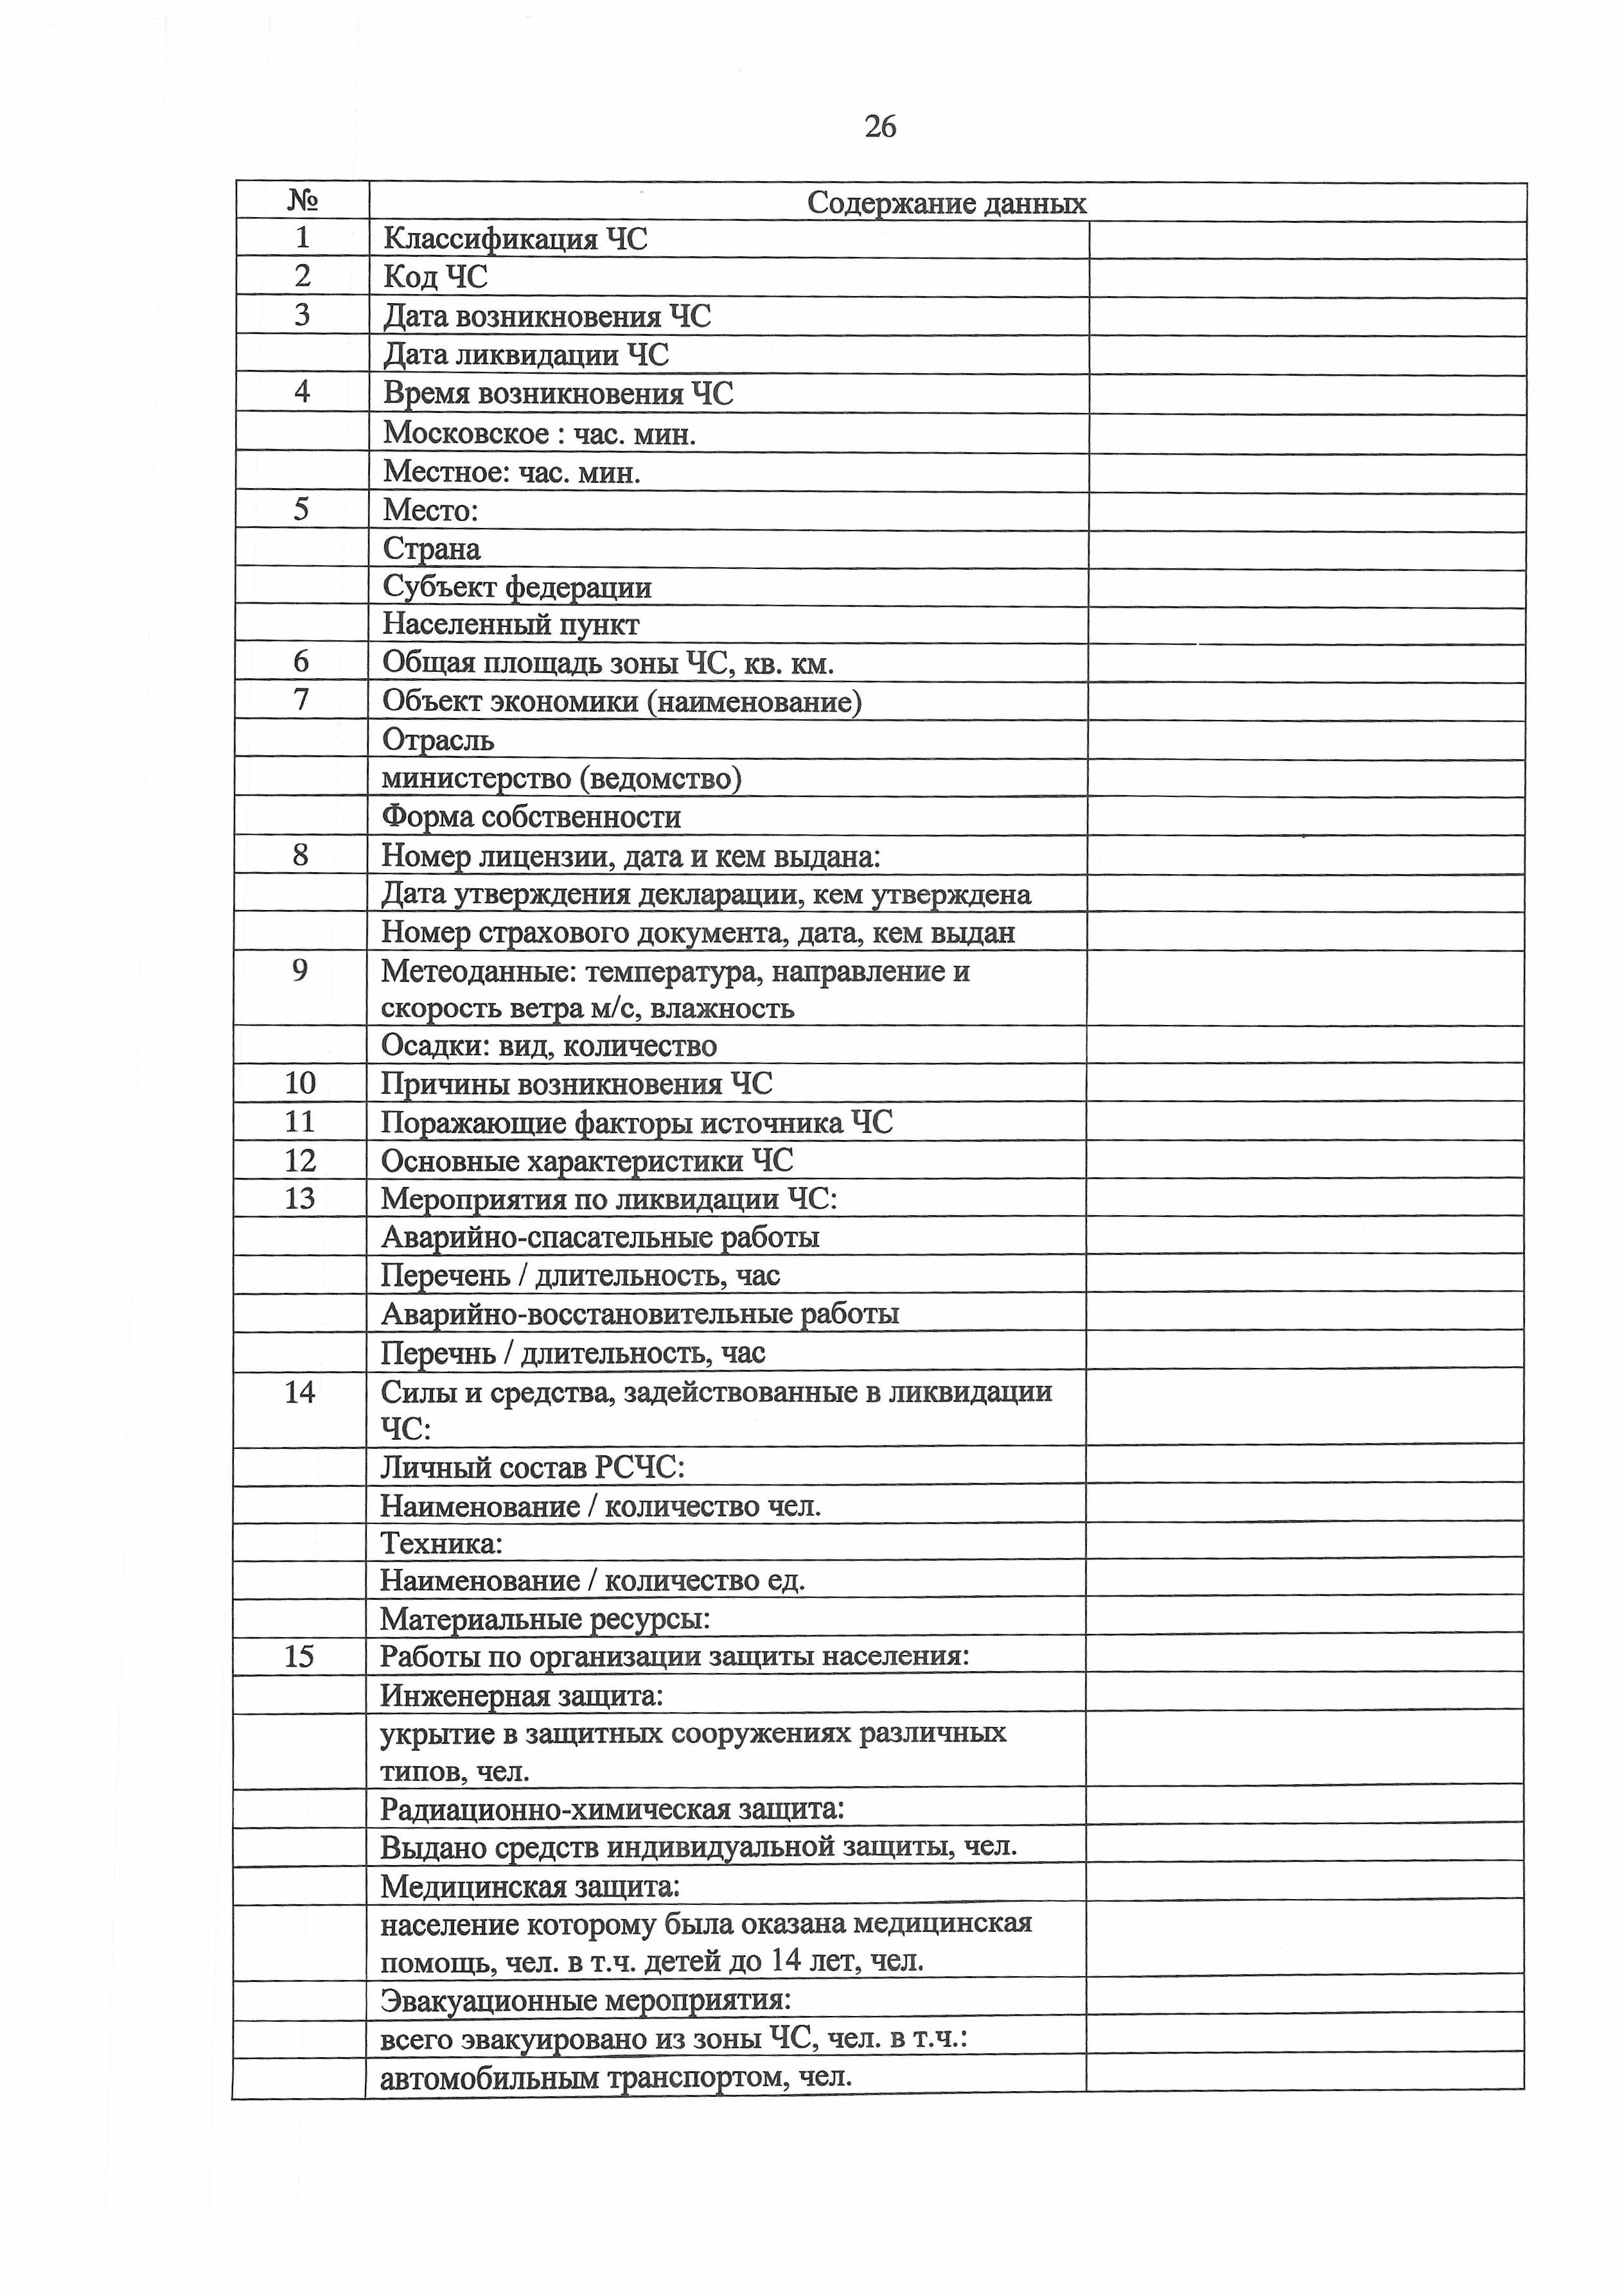 26
№ Содержание данных
1 Классификация ЧС
2 Код ЧС
3 Дата возникновения ЧС
Дата ликвидации ЧС
4 Время возникновения ЧС
Московское : час. мин.
Местное: час. мин.
5 Место:
Страна
Субъект федерации
Населенный пункт
6 Общая площадь зоны ЧС, кв. км.
7 Объект экономики (наименование)
Отрасль
министерство (ведомство)
Форма собственности
8 Номер лицензии, дата и кем выдана:
Дата утверждения декларации, кем утверждена
Номер страхового документа, дата, кем выдан
9 Метеоданные: температура, направление и
скорость ветра м/с, влажность
Осадки: вид, количество
10 Причины возникновения ЧС
11 Поражающие факторы источника ЧС
12 Основные характеристики ЧС
13 Мероприятия по ликвидации ЧС:
Аварийно-спасательные работы
Перечень / длительность, час
Аварийно-восстановительные работы
Перечнь / длительность, час
14 Силы и средства, задействованные в ликвидации
ЧС:
Личный состав РСЧС:
Наименование / количество чел.
Техника:
Наименование / количество ед.
Материальные ресурсы:
15 Работы по организации защиты населения:
Инженерная защита:
укрытие в защитных сооружениях различных
типов, чел.
Радиационно-химическая защита:
Выдано средств индивидуальной защиты, чел.
Медицинская защита:
население которому была оказана медицинская
помощь, чел. в т.ч. детей до 14 лет, чел.
Эвакуационные мероприятия:
всего эвакуировано из зоны ЧС, чел. в т.ч.:
автомобильным транспортом, чел.